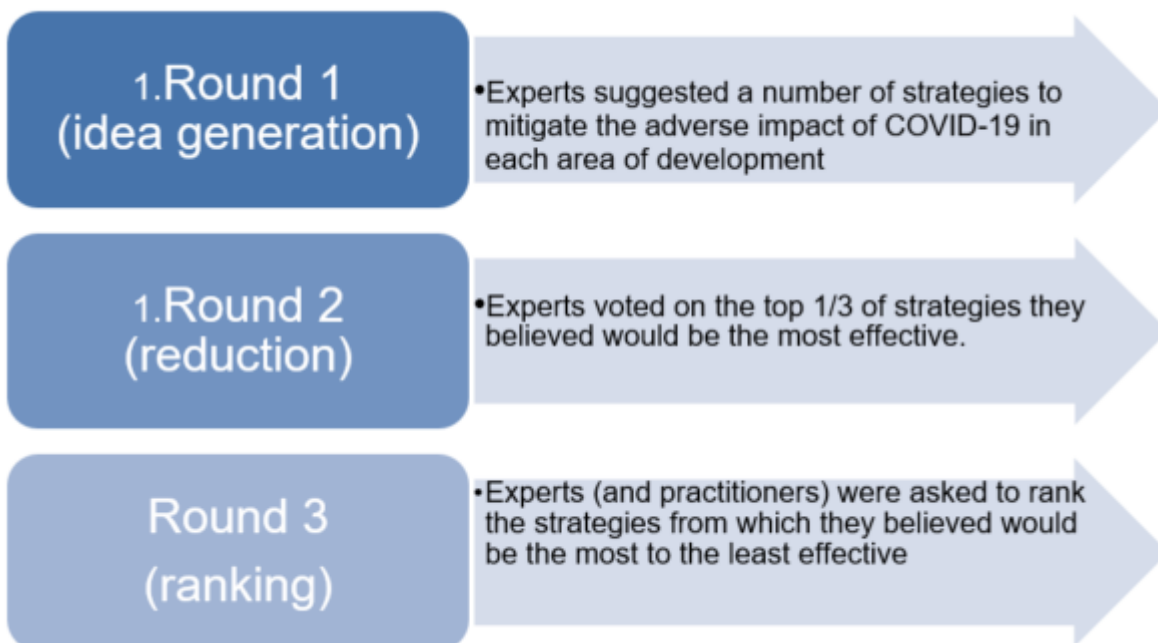 1.Round 1
(idea generation)
•Experts suggested a number of strategies to
mitigate the adverse impact of COVID-19 in
each area of development
1.Round 2
(reduction)
•Experts voted on the top 1/3 of strategies they
believed would be the most effective.
Round 3
(ranking)
•Experts (and practitioners) were asked to rank
the strategies from which they believed would
be the most to the least effective